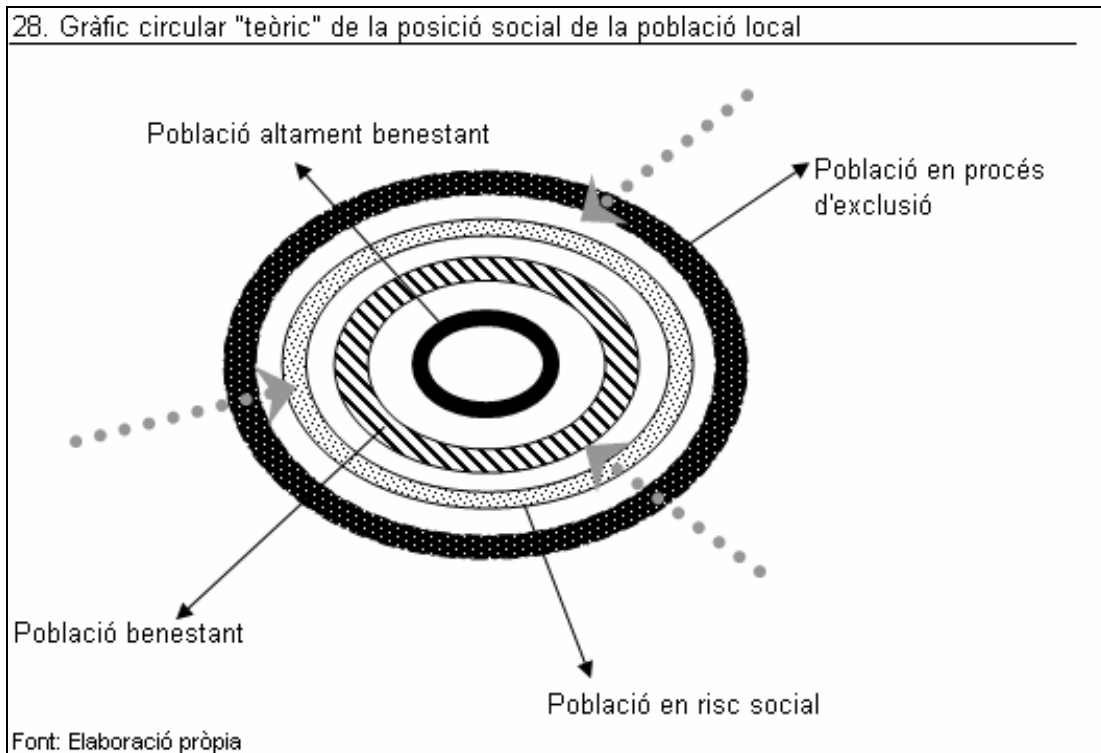 28. Gràfic circular "teòric" de la posició social de la població local
Població altament benestant
Població en procés
d'exclusió
Població benestant
Població en risc social
Font: Elaboració pròpia